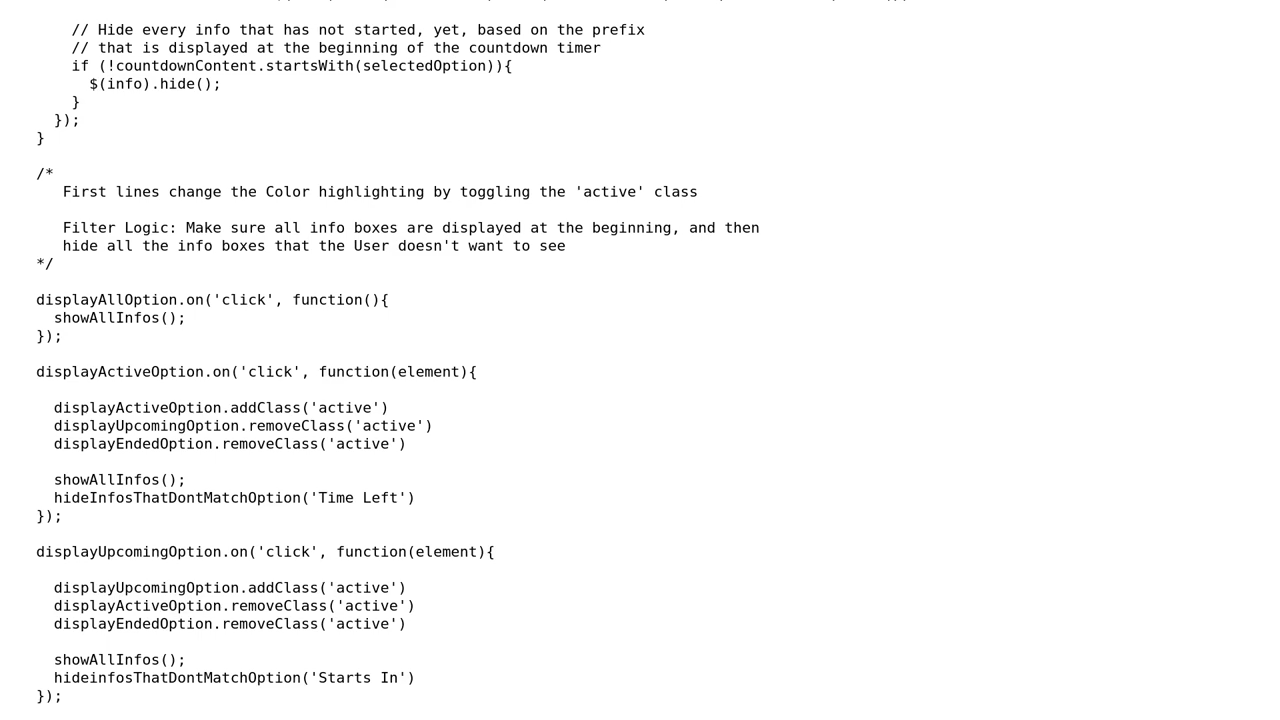 // Hide every info that has not started, yet, based on the prefix
// that is displayed at the beginning of the countdown timer
if (!countdownContent.startsWith(selectedOption)){
$(info).hide();
}
});
}
/*
First lines change the Color highlighting by toggling the 'active' class
Filter Logic: Make sure all info boxes are displayed at the beginning, and then
hide all the info boxes that the User doesn't want to see
*/
displayAllOption.on('click', function(){
showAllInfos();
});
displayActiveOption.on('click', function(element){
displayActiveOption.addClass('active')
displayUpcomingOption.removeClass('active')
displayEndedOption.removeClass('active')
showAllInfos();
hideInfosThatDontMatchOption('Time Left')
});
displayUpcomingOption.on('click', function(element){
displayUpcomingOption.addClass('active')
displayActiveOption.removeClass('active')
displayEndedOption.removeClass('active')
showAllInfos();
hideinfosThatDontMatchOption('Starts In')
});